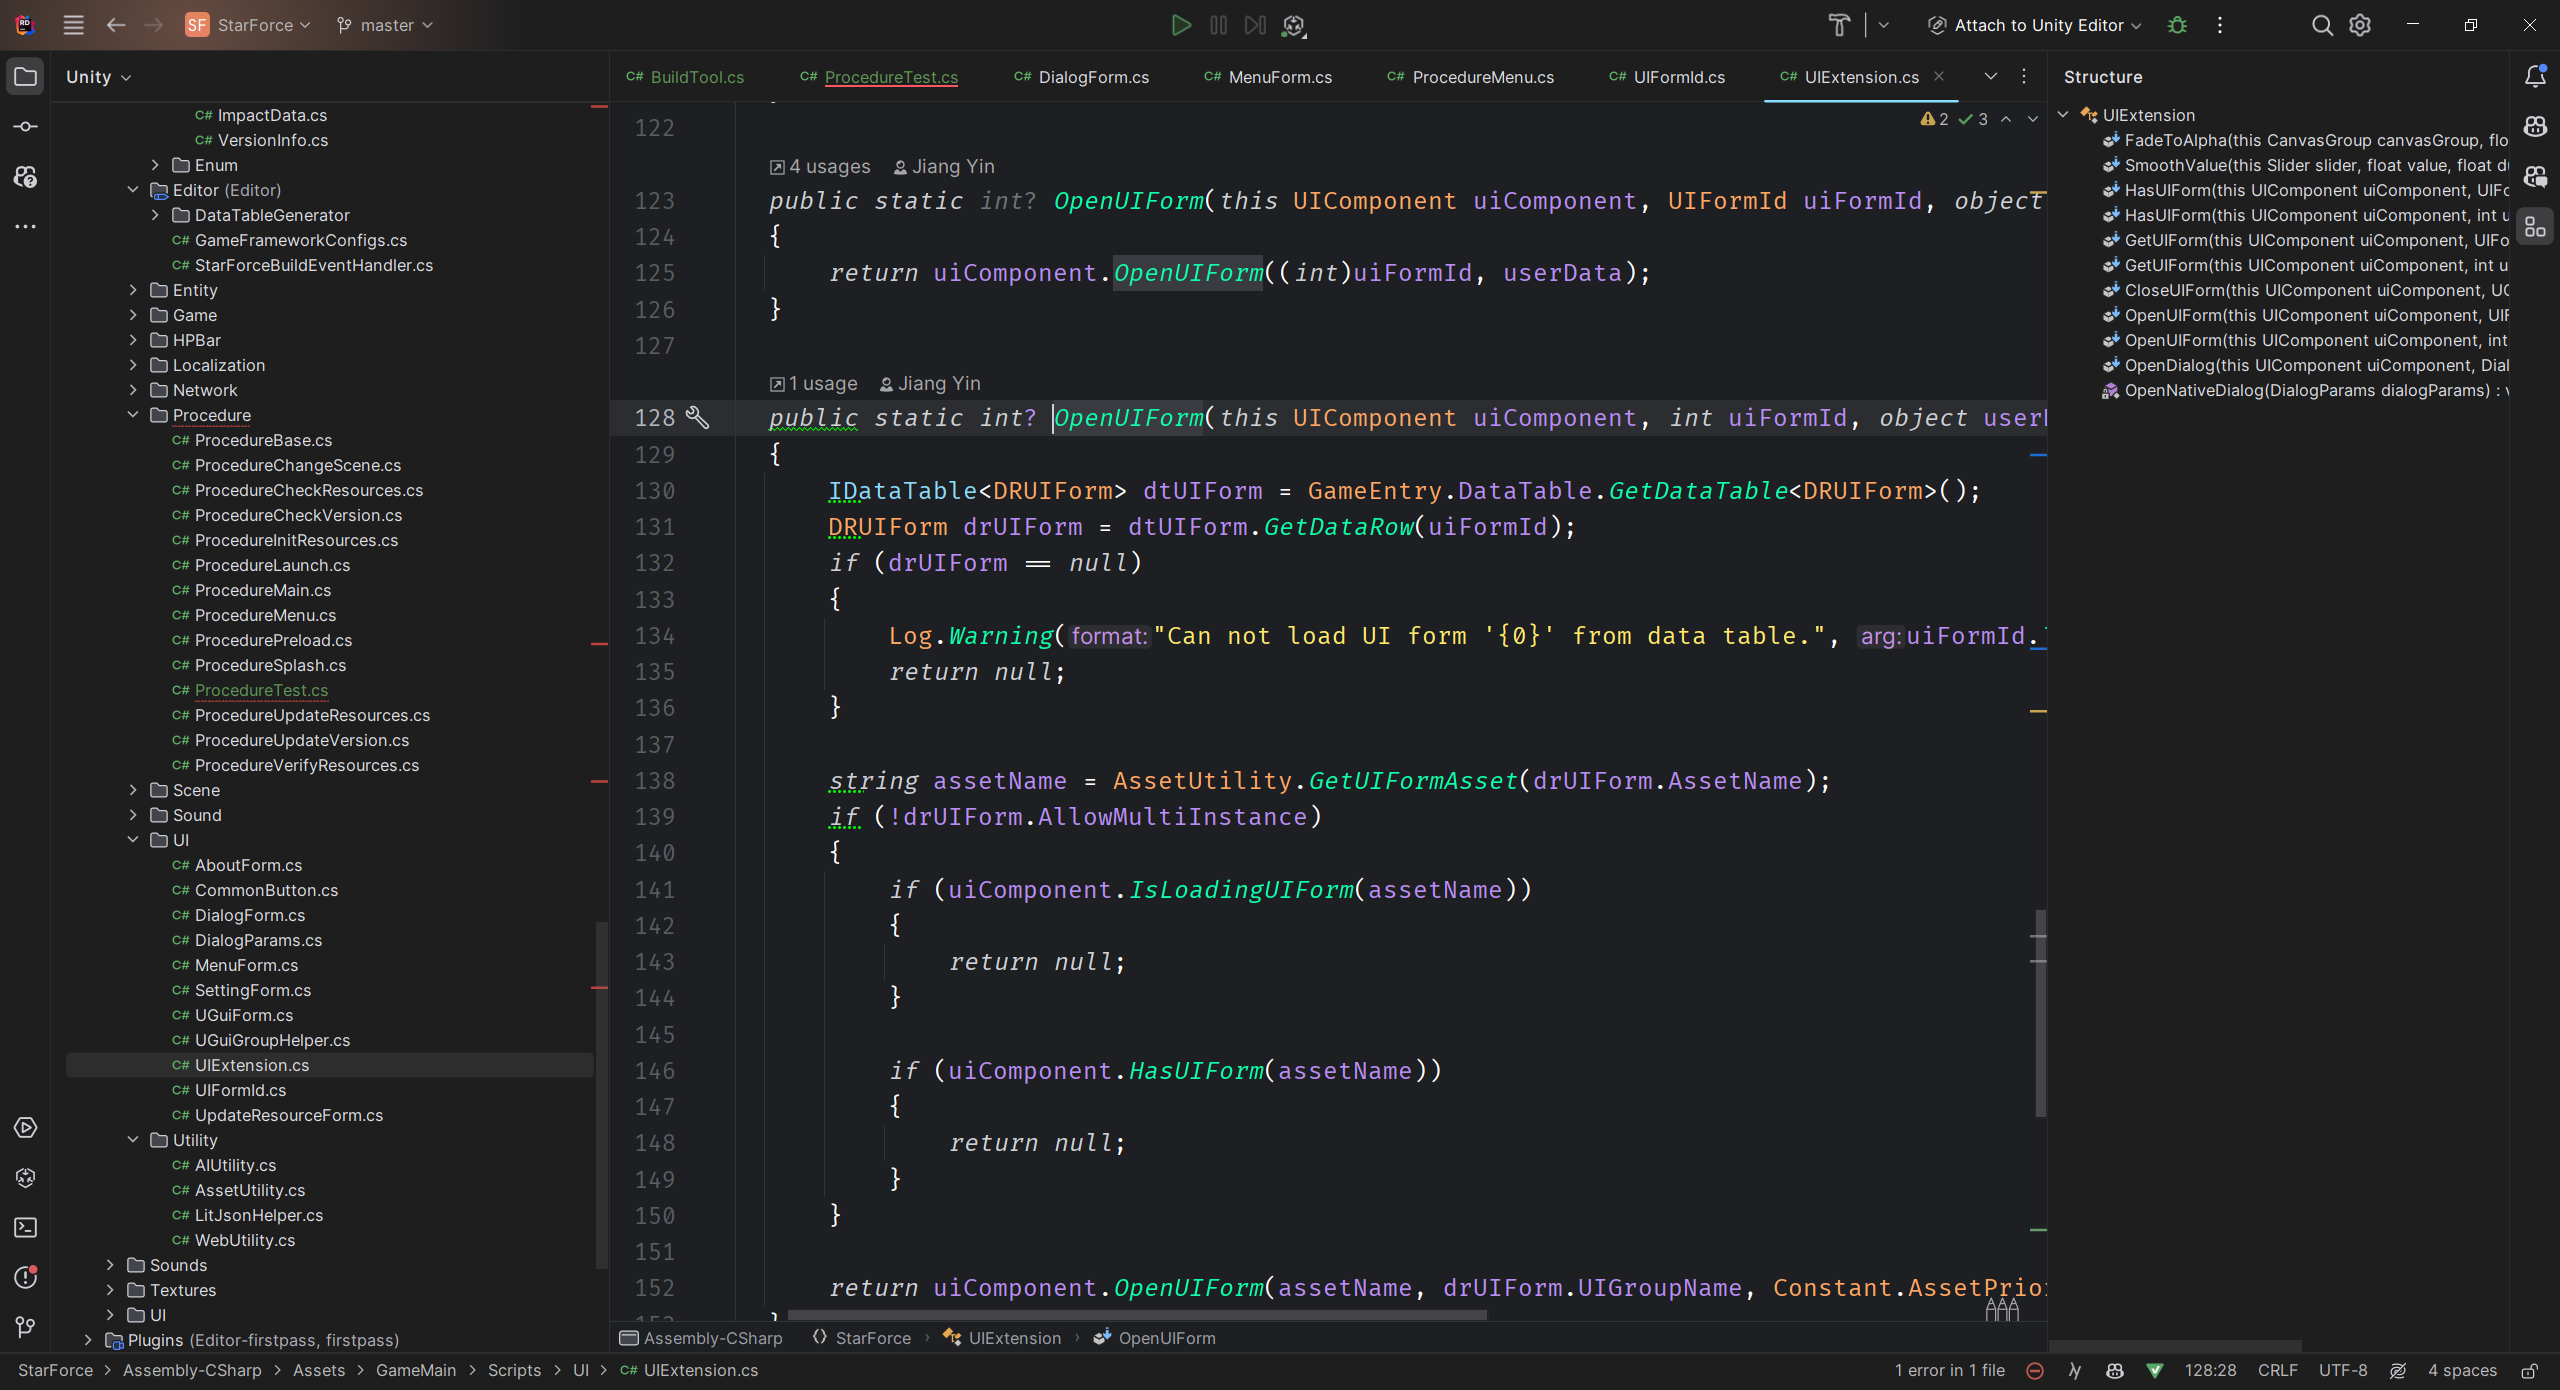 SF StarForce master Attach to Unity Editor
Unity
ImpactData.cs
VersionInfo.cs
Enum
Editor (Editor)
DataTableGenerator
GameFrameworkConfigs.cs
StarForceBuildEventHandler.cs
Entity
Game
HPBar
Localization
Network
Procedure
ProcedureBase.cs
ProcedureChangeScene.cs
ProcedureCheckResources.cs
ProcedureCheckVersion.cs
ProcedureInitResources.cs
ProcedureLaunch.cs
ProcedureMain.cs
ProcedureMenu.cs
ProcedurePreload.cs
ProcedureSplash.cs
ProcedureTest.cs
ProcedureUpdateResources.cs
ProcedureUpdateVersion.cs
ProcedureVerifyResources.cs
Scene
Sound
UI
AboutForm.cs
CommonButton.cs
DialogForm.cs
DialogParams.cs
MenuForm.cs
SettingForm.cs
UGuiForm.cs
UGuiGroupHelper.cs
UIExtension.cs
UIFormId.cs
UpdateResourceForm.cs
Utility
AIUtility.cs
AssetUtility.cs
LitJsonHelper.cs
WebUtility.cs
Sounds
Textures
UI
Plugins (Editor-firstpass, firstpass)
C# BuildTool.cs C# ProcedureTest.cs C# DialogForm.cs C# MenuForm.cs C# ProcedureMenu.cs C# UIFormId.cs C# UIExtension.cs
2 3
122
4 usages Jiang Yin
123 public static int? OpenUIForm(this UIComponent uiComponent, UIFormId uiFormId, object
124 {
125 return uiComponent.OpenUIForm((int)uiFormId, userData);
126 }
127
1 usage Jiang Yin
128 public static int? OpenUIForm(this UIComponent uiComponent, int uiFormId, object user
129 {
130 IDataTable<DRUIForm> dtUIForm = GameEntry.DataTable.GetDataTable<DRUIForm>();
131 DRUIForm drUIForm = dtUIForm.GetDataRow(uiFormId);
132 if (drUIForm == null)
133 {
134 Log.Warning(format: "Can not load UI form '{0}' from data table.", arg: uiFormId.
135 return null;
136 }
137
138 string assetName = AssetUtility.GetUIFormAsset(drUIForm.AssetName);
139 if (!drUIForm.AllowMultiInstance)
140 {
141 if (uiComponent.IsLoadingUIForm(assetName))
142 {
143 return null;
144 }
145
146 if (uiComponent.HasUIForm(assetName))
147 {
148 return null;
149 }
150 }
151
152 return uiComponent.OpenUIForm(assetName, drUIForm.UIGroupName, Constant.AssetPrio
Assembly-CSharp StarForce UIExtension OpenUIForm
Structure
UIExtension
FadeToAlpha(this CanvasGroup canvasGroup, flo
SmoothValue(this Slider slider, float value, float d
HasUIForm(this UIComponent uiComponent, UIFo
HasUIForm(this UIComponent uiComponent, int u
GetUIForm(this UIComponent uiComponent, UIFo
GetUIForm(this UIComponent uiComponent, int u
CloseUIForm(this UIComponent uiComponent, UG
OpenUIForm(this UIComponent uiComponent, UIF
OpenUIForm(this UIComponent uiComponent, int
OpenDialog(this UIComponent uiComponent, Dial
OpenNativeDialog(DialogParams dialogParams) : v
StarForce > Assembly-CSharp > Assets > GameMain > Scripts > UI > C# UIExtension.cs
1 error in 1 file 128:28 CRLF UTF-8 4 spaces